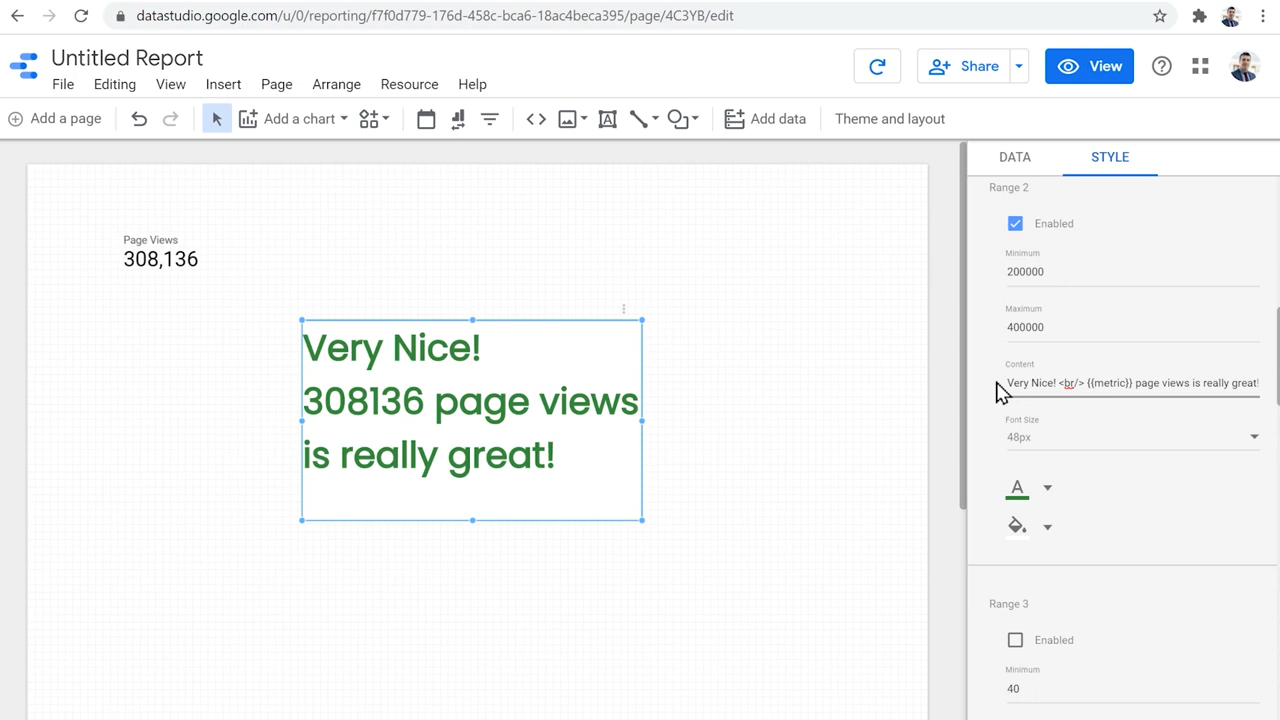 datastudio.google.com/u/0/reporting/f7f0d779-176d-458c-bca6-18ac4beca395/page/4C3YB/edit
Untitled Report
File Editing View Insert Page Arrange Resource Help
Share
View
Add a page
Add a chart
Add data
Theme and layout
DATA STYLE
Range 2
Enabled
Minimum
200000
Maximum
400000
Content
Very Nice! <br/> {{metric}} page views is really great!
Font Size
48px
A
Range 3
Enabled
Minimum
40
Page Views
308,136
Very Nice!
308136 page views
is really great!